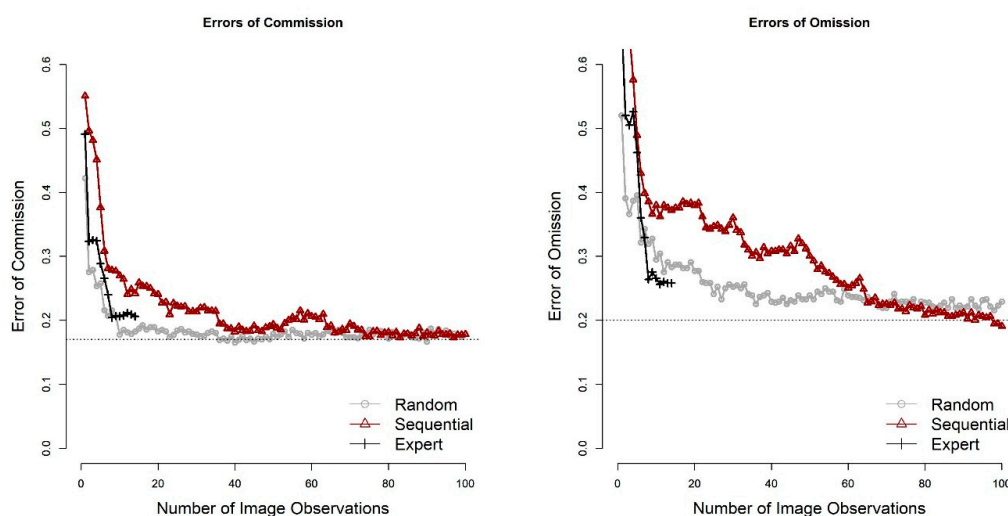 Errors of Commission
Error of Commission
0.6
0.5
0.4
0.3
0.2
0.1
0.0
Random
Sequential
Expert
0 20 40 60 80 100
Number of Image Observations
Errors of Omission
Error of Omission
0.6
0.5
0.4
0.3
0.2
0.1
0.0
Random
Sequential
Expert
0 20 40 60 80 100
Number of Image Observations